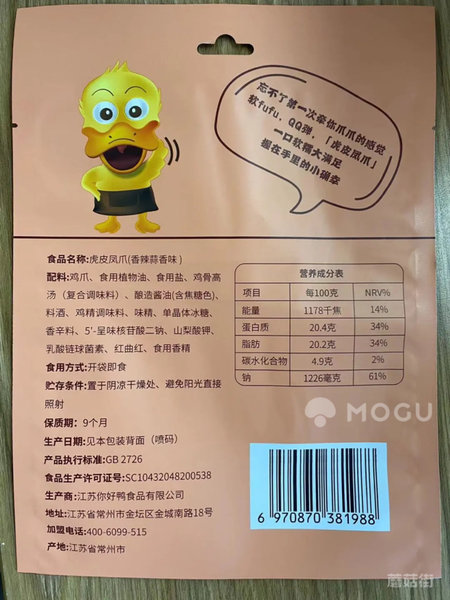 忘不了第一次牵你爪爪的感觉
软fufu，QQ弹，「虎皮凤爪」
一口软糯大满足
握在手里的小确幸
食品名称:虎皮凤爪(香辣蒜香味)
配料:鸡爪、食用植物油、食用盐、鸡骨高
汤（复合调味料）、酿造酱油(含焦糖色)、
料酒、鸡精调味料、味精、单晶体冰糖、
香辛料、5'-呈味核苷酸二钠、山梨酸钾、
乳酸链球菌素、红曲红、食用香精
食用方式:开袋即食
贮存条件:置于阴凉干燥处、避免阳光直接
照射
保质期:9个月
生产日期:见本包装背面（喷码）
产品执行标准:GB 2726
食品生产许可证号:SC10432048200538
生产商:江苏你好鸭食品有限公司
地址:江苏省常州市金坛区金城南路18号
加盟电话:400-6099-515
产地:江苏省常州市
营养成分表
项目 每100克 NRV%
能量 1178千焦 14%
蛋白质 20.4克 34%
脂肪 20.2克 34%
碳水化合物 4.9克 2%
钠 1226毫克 61%
MOGU
6 970870 381988
蘑菇街